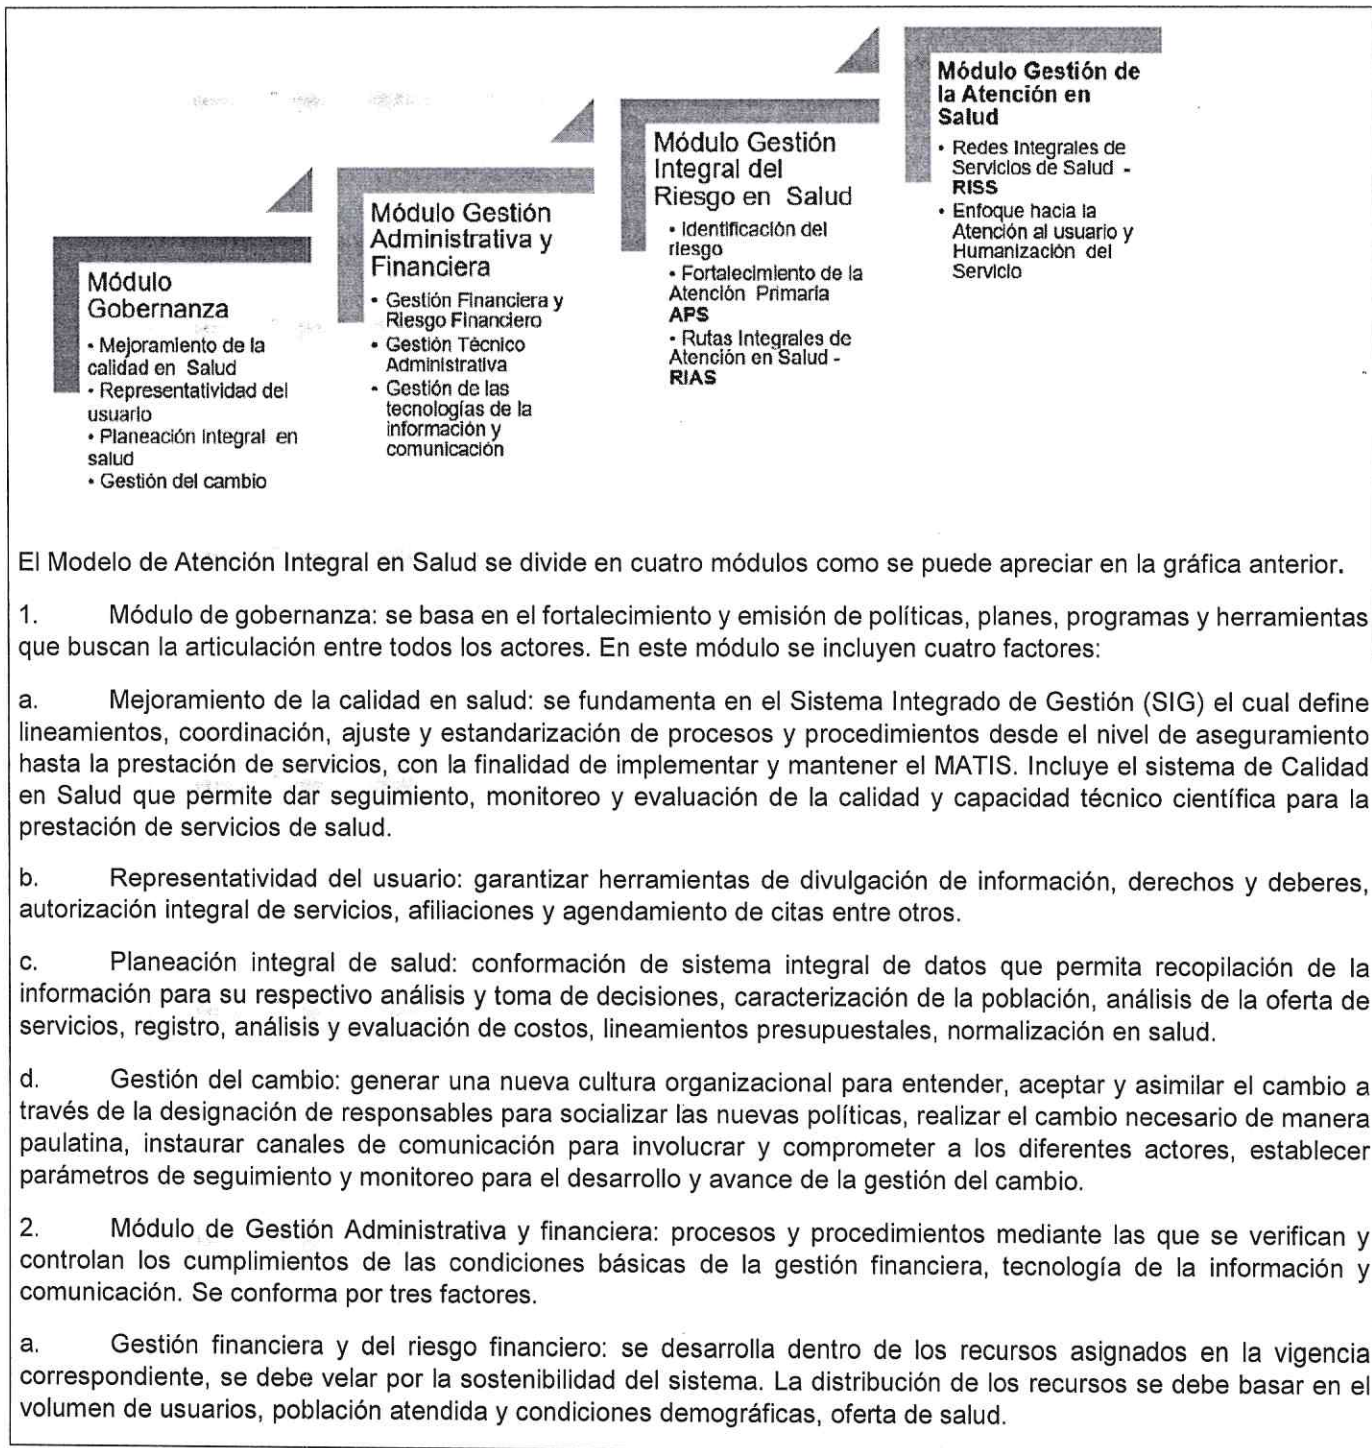 Módulo
Gobernanza
• Mejoramiento de la
calidad en Salud
• Representatividad del
usuario
• Planeación integral en
salud
• Gestión del cambio
Módulo Gestión
Administrativa y
Financiera
• Gestión Financiera y
Riesgo Financiero
• Gestión Técnico
Administrativa
• Gestión de las
tecnologías de la
información y
comunicación
Módulo Gestión
Integral del
Riesgo en Salud
• Identificación del
riesgo
• Fortalecimiento de la
Atención Primaria
APS
• Rutas Integrales de
Atención en Salud -
RIAS
Módulo Gestión de
la Atención en
Salud
• Redes Integrales de
Servicios de Salud -
RISS
• Enfoque hacia la
Atención al usuario y
Humanización del
Servicio
El Modelo de Atención Integral en Salud se divide en cuatro módulos como se puede apreciar en la gráfica anterior.
1. Módulo de gobernanza: se basa en el fortalecimiento y emisión de políticas, planes, programas y herramientas
que buscan la articulación entre todos los actores. En este módulo se incluyen cuatro factores:
a. Mejoramiento de la calidad en salud: se fundamenta en el Sistema Integrado de Gestión (SIG) el cual define
lineamientos, coordinación, ajuste y estandarización de procesos y procedimientos desde el nivel de aseguramiento
hasta la prestación de servicios, con la finalidad de implementar y mantener el MATIS. Incluye el sistema de Calidad
en Salud que permite dar seguimiento, monitoreo y evaluación de la calidad y capacidad técnico científica para la
prestación de servicios de salud.
b. Representatividad del usuario: garantizar herramientas de divulgación de información, derechos y deberes,
autorización integral de servicios, afiliaciones y agendamiento de citas entre otros.
c. Planeación integral de salud: conformación de sistema integral de datos que permita recopilación de la
información para su respectivo análisis y toma de decisiones, caracterización de la población, análisis de la oferta de
servicios, registro, análisis y evaluación de costos, lineamientos presupuestales, normalización en salud.
d. Gestión del cambio: generar una nueva cultura organizacional para entender, aceptar y asimilar el cambio a
través de la designación de responsables para socializar las nuevas políticas, realizar el cambio necesario de manera
paulatina, instaurar canales de comunicación para involucrar y comprometer a los diferentes actores, establecer
parámetros de seguimiento y monitoreo para el desarrollo y avance de la gestión del cambio.
2. Módulo de Gestión Administrativa y financiera: procesos y procedimientos mediante las que se verifican y
controlan los cumplimientos de las condiciones básicas de la gestión financiera, tecnología de la información y
comunicación. Se conforma por tres factores.
a. Gestión financiera y del riesgo financiero: se desarrolla dentro de los recursos asignados en la vigencia
correspondiente, se debe velar por la sostenibilidad del sistema. La distribución de los recursos se debe basar en el
volumen de usuarios, población atendida y condiciones demográficas, oferta de salud.